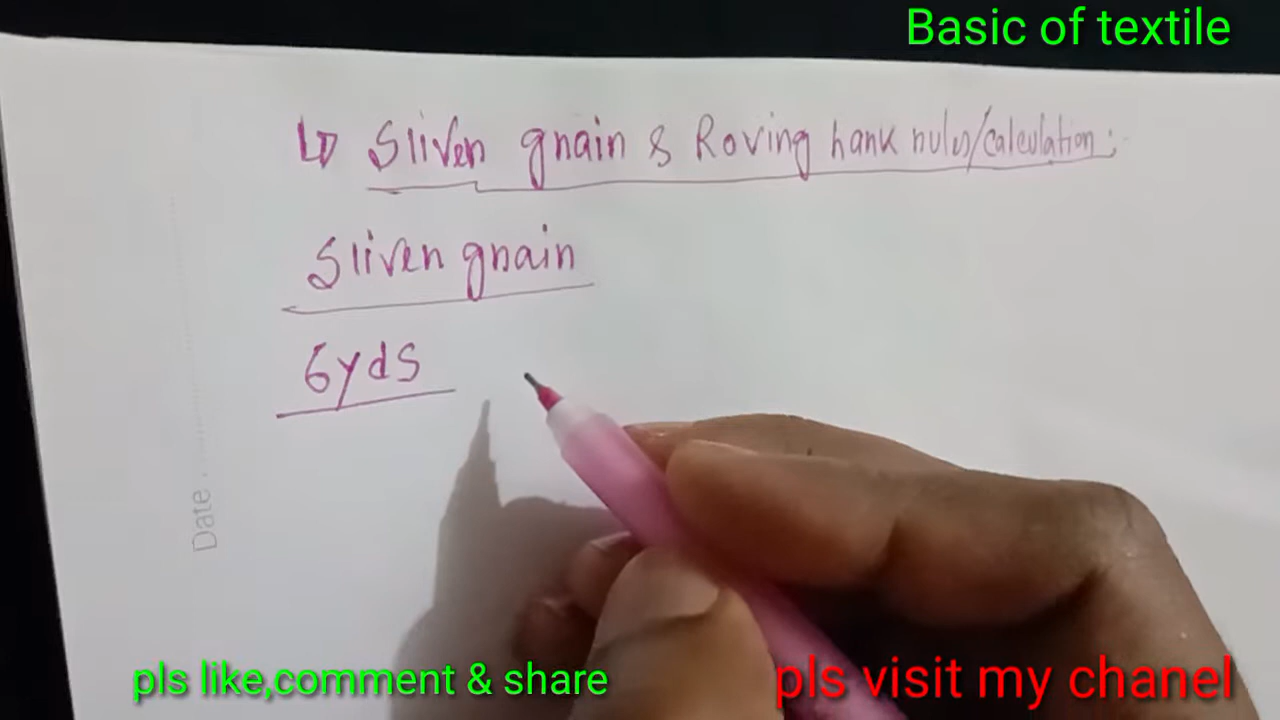 Basic of textile
▷ Sliver grain & Roving hank rules/calculation:
Sliver grain
6yds
Date
pls like,comment & share
pls visit my chanel